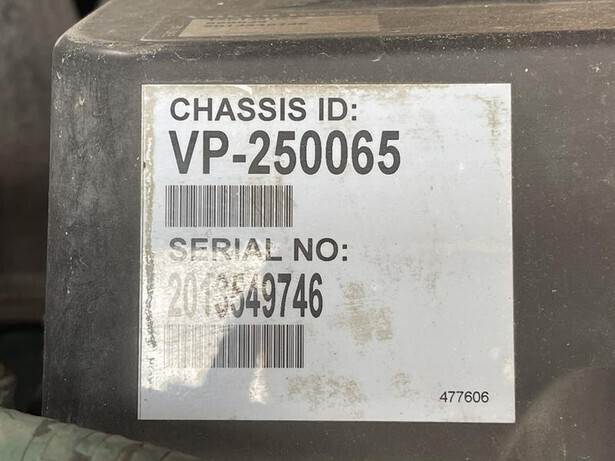 CHASSIS ID:
VP-250065
SERIAL NO:
2013549746
477606